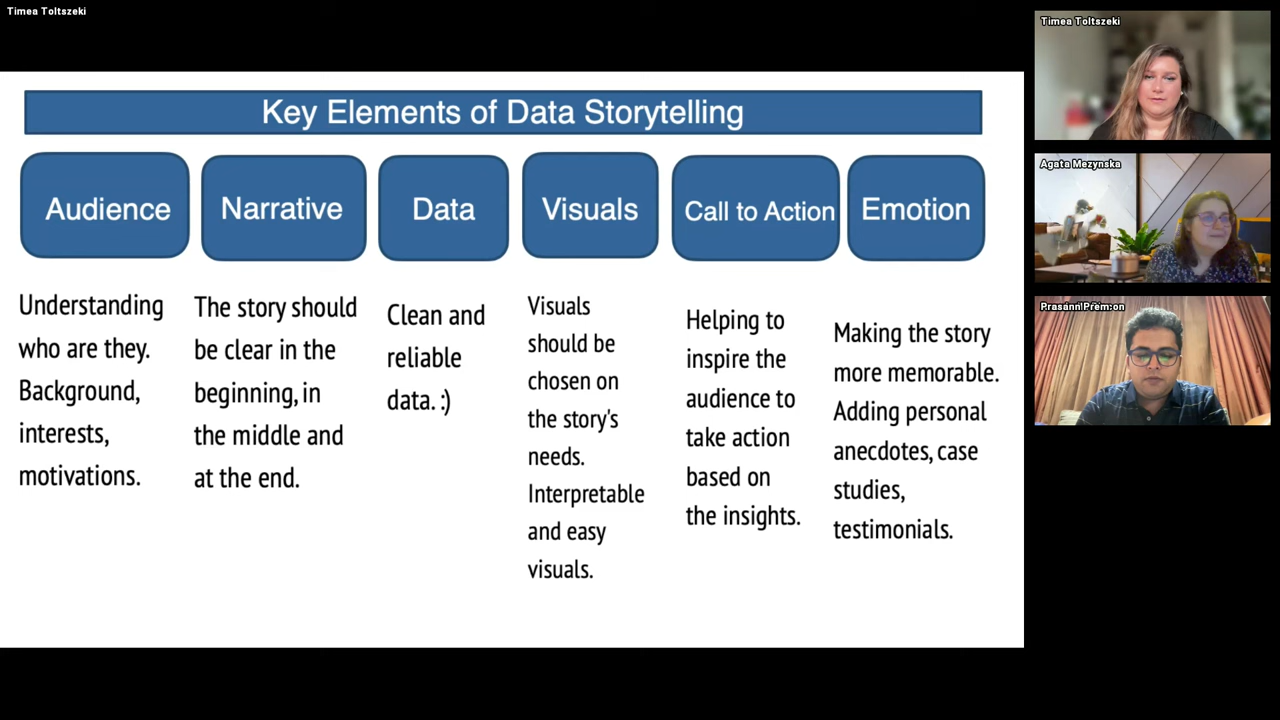 Timea Toltszeki
Key Elements of Data Storytelling
Audience
Narrative
Data
Visuals
Call to Action
Emotion
Understanding
who are they.
Background,
interests,
motivations.
The story should
be clear in the
beginning, in
the middle and
at the end.
Clean and
reliable
data. :)
Visuals
should be
chosen on
the story's
needs.
Interpretable
and easy
visuals.
Helping to
inspire the
audience to
take action
based on
the insights.
Making the story
more memorable.
Adding personal
anecdotes, case
studies,
testimonials.
Timea Toltszeki
Agata Mezynska